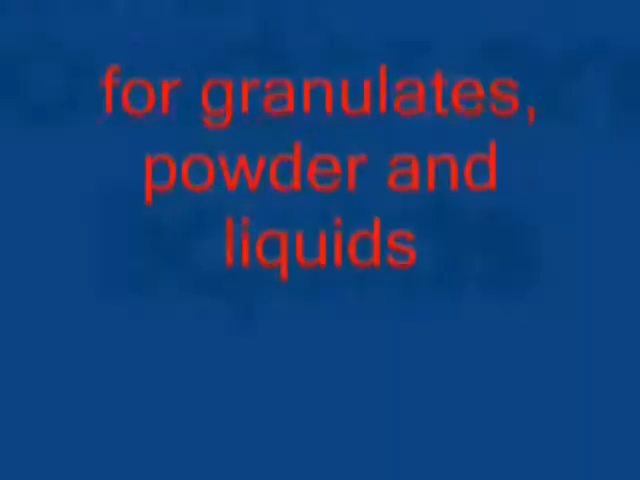 for granulates,
powder and
liquids